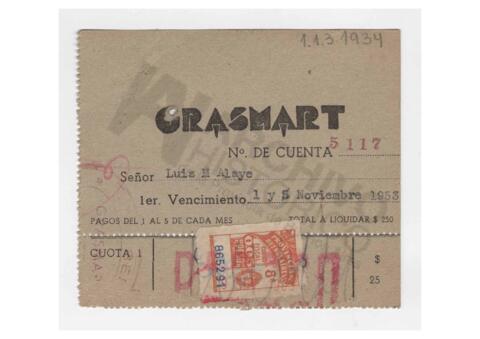 1.1.3.1934
CRASMART
Nº. DE CUENTA 5117
Señor Luis M Alaye
1er. Vencimiento. 1 y 5 Noviembre 1953
PAGOS DEL 1 AL 5 DE CADA MES TOTAL A LIQUIDAR $ 250
CUOTA 1 $
25
865291